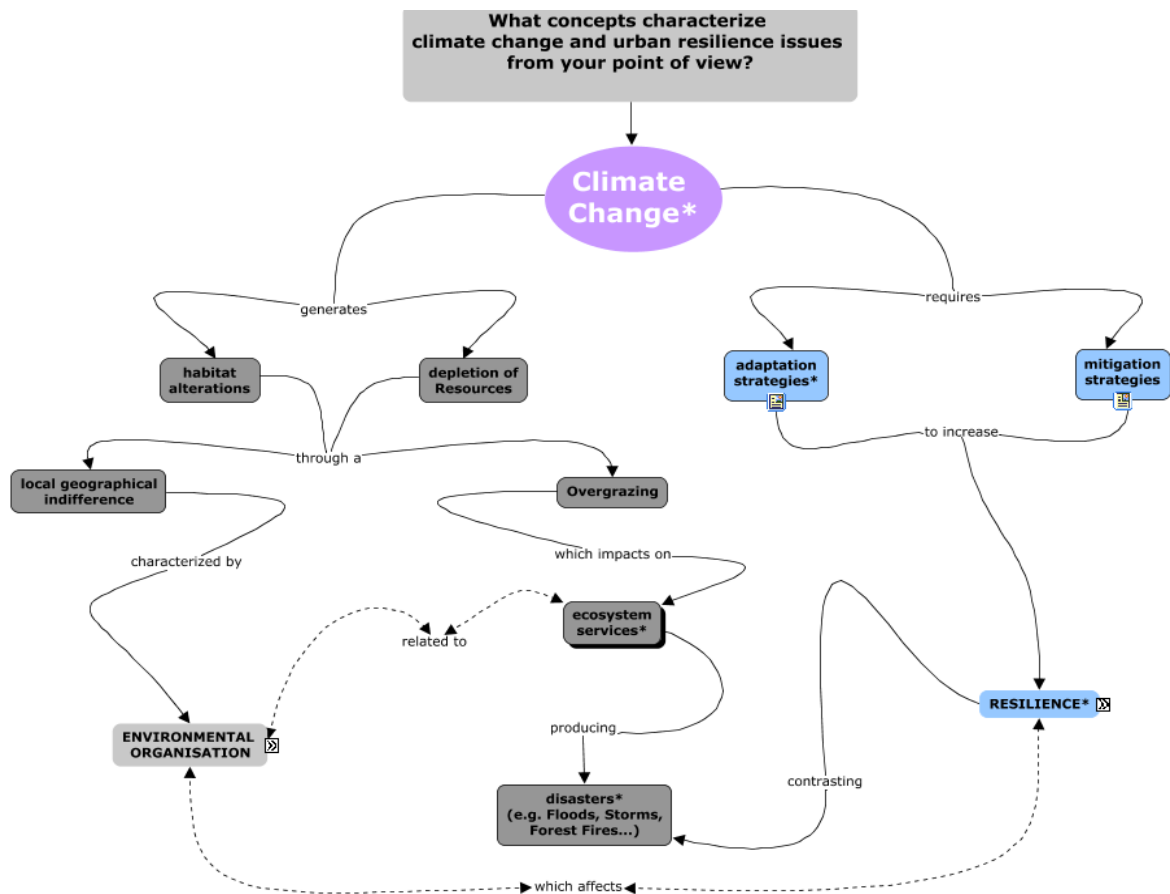 What concepts characterize
climate change and urban resilience issues
from your point of view?
Climate
Change*
generates
requires
habitat
alterations
depletion of
Resources
adaptation
strategies*
mitigation
strategies
to increase
through a
local geographical
indifference
Overgrazing
characterized by
which impacts on
ecosystem
services*
related to
RESILIENCE*
ENVIRONMENTAL
ORGANISATION
producing
contrasting
disasters*
(e.g. Floods, Storms,
Forest Fires...)
which affects